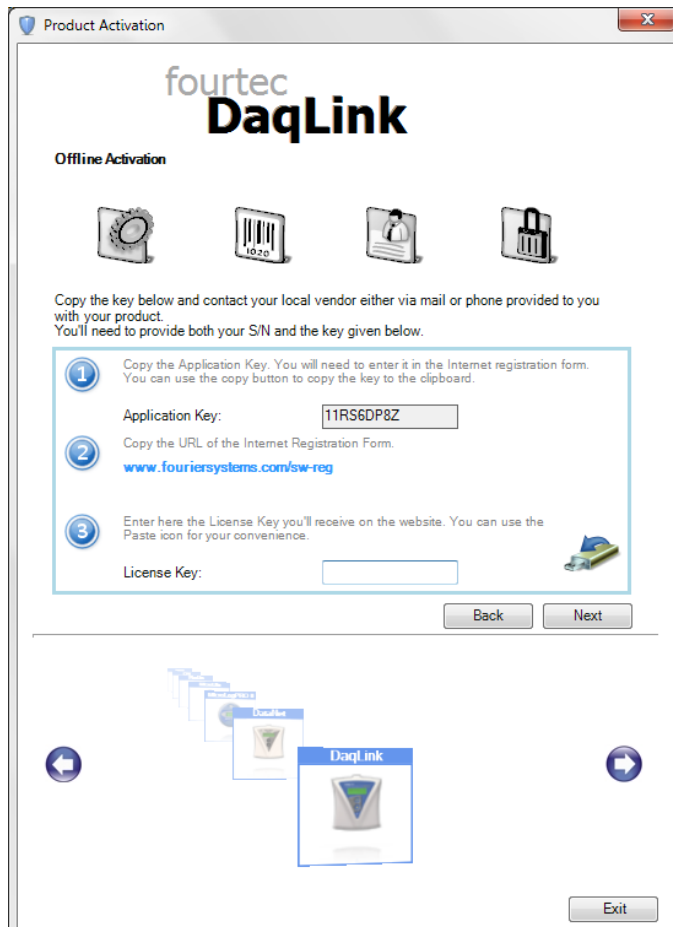 Product Activation
fourtec
DaqLink
Offline Activation
1020
Copy the key below and contact your local vendor either via mail or phone provided to you
with your product.
You'll need to provide both your S/N and the key given below.
1
Copy the Application Key. You will need to enter it in the Internet registration form.
You can use the copy button to copy the key to the clipboard.
Application Key: 11RS6DP8Z
2
Copy the URL of the Internet Registration Form.
www.fouriersystems.com/sw-reg
3
Enter here the License Key you'll receive on the website. You can use the
Paste icon for your convenience.
License Key:
Back Next
DataNet
DaqLink
Exit